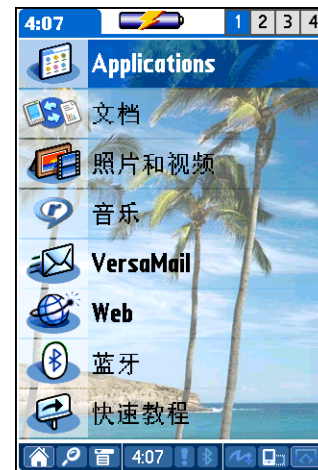 4:07 1 2 3 4
Applications
文档
照片和视频
音乐
VersaMail
Web
蓝牙
快速教程
4:07